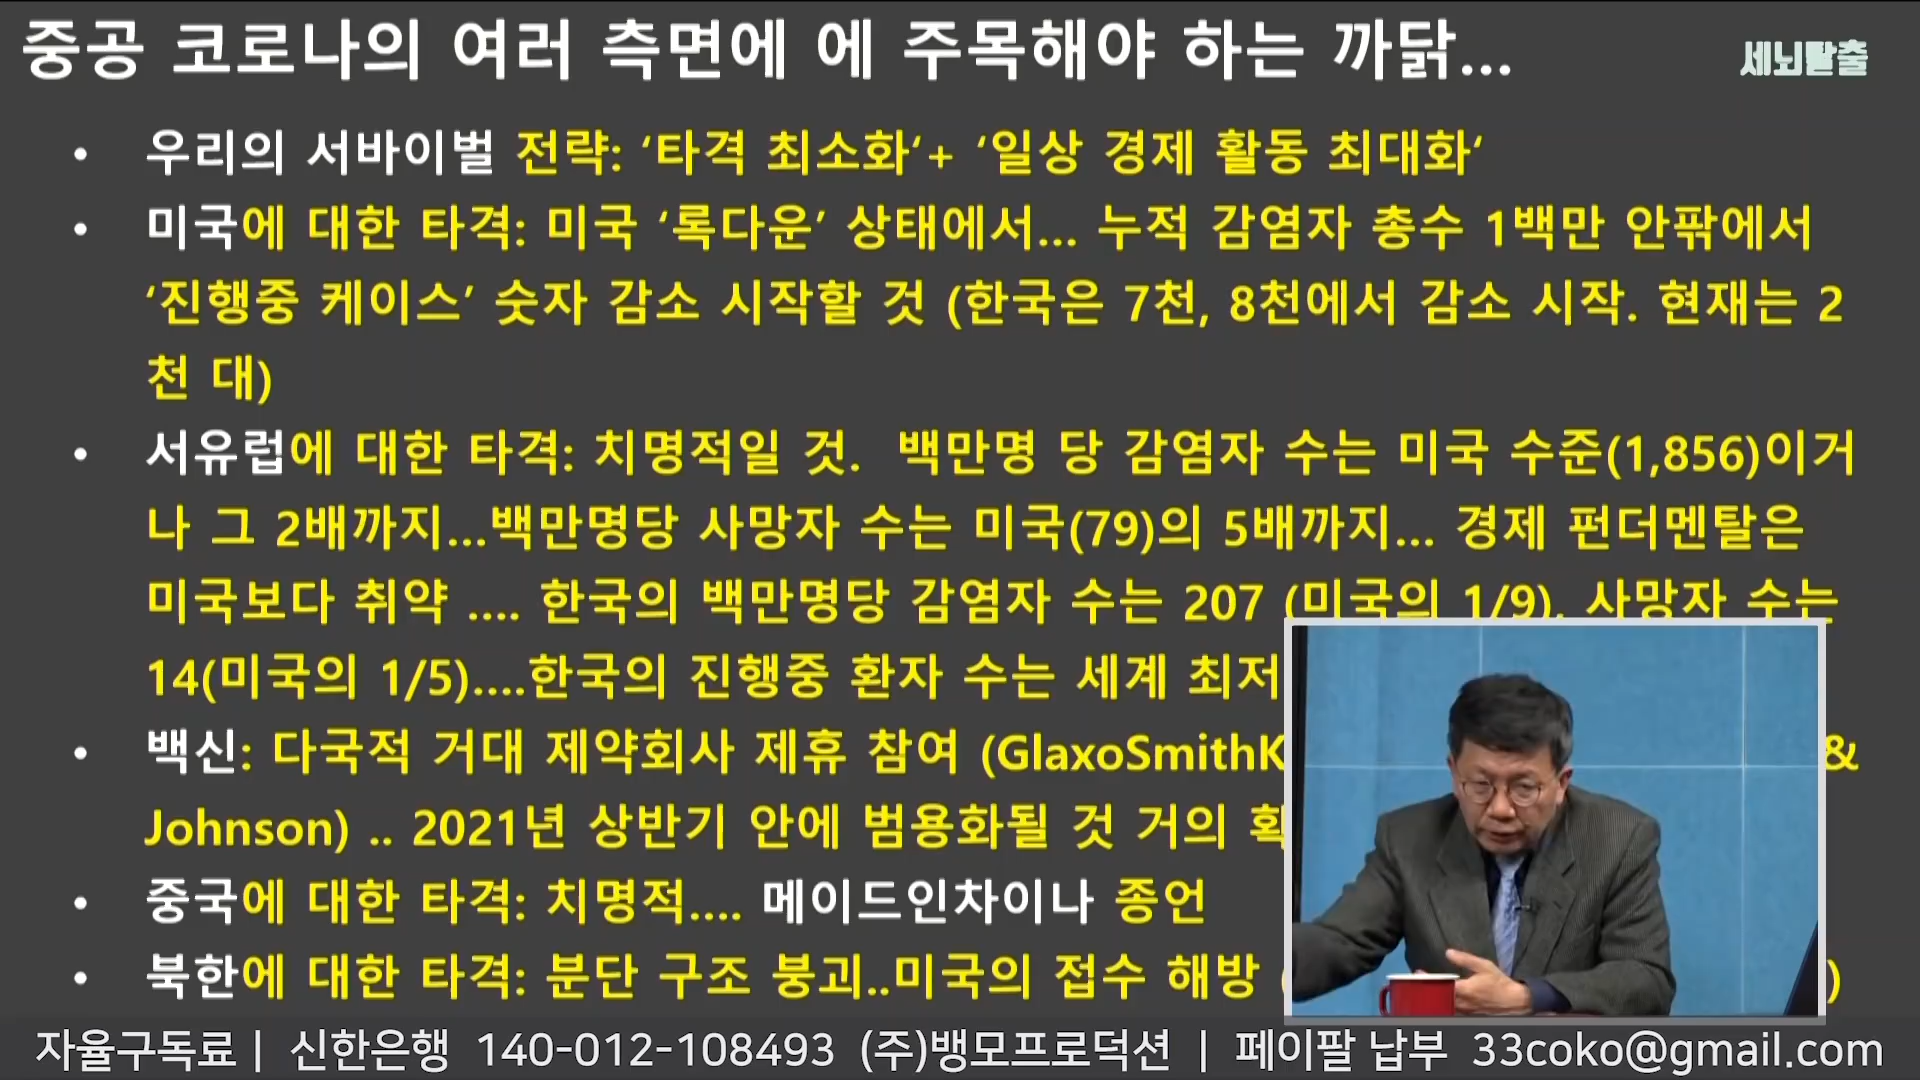 중공 코로나의 여러 측면에 에 주목해야 하는 까닭...
세뇌탈출
• 우리의 서바이벌 전략: ‘타격 최소화‘+ ‘일상 경제 활동 최대화‘
• 미국에 대한 타격: 미국 ‘록다운’ 상태에서... 누적 감염자 총수 1백만 안팎에서
‘진행중 케이스’ 숫자 감소 시작할 것 (한국은 7천, 8천에서 감소 시작. 현재는 2
천 대)
• 서유럽에 대한 타격: 치명적일 것. 백만명 당 감염자 수는 미국 수준(1,856)이거
나 그 2배까지...백만명당 사망자 수는 미국(79)의 5배까지... 경제 펀더멘탈은
미국보다 취약 .... 한국의 백만명당 감염자 수는 207 (미국의 1/9), 사망자 수는
14(미국의 1/5)....한국의 진행중 환자 수는 세계 최저
• 백신: 다국적 거대 제약회사 제휴 참여 (GlaxoSmithK &
Johnson) .. 2021년 상반기 안에 범용화될 것 거의
• 중국에 대한 타격: 치명적.... 메이드인차이나 종언
• 북한에 대한 타격: 분단 구조 붕괴..미국의 접수 해방 ( )
자율구독료 | 신한은행 140-012-108493 (주)뱅모프로덕션 | 페이팔 납부 33coko@gmail.com